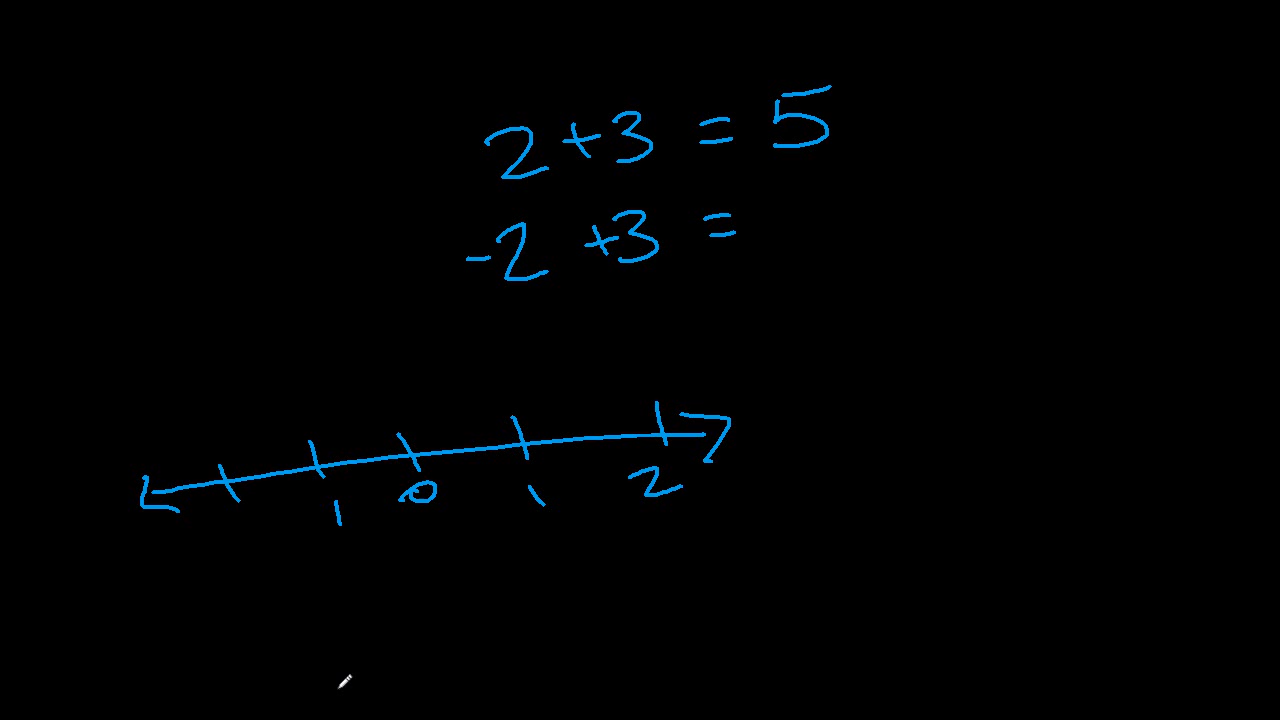 2+3 = 5
-2 +3 =
1 0 1 2